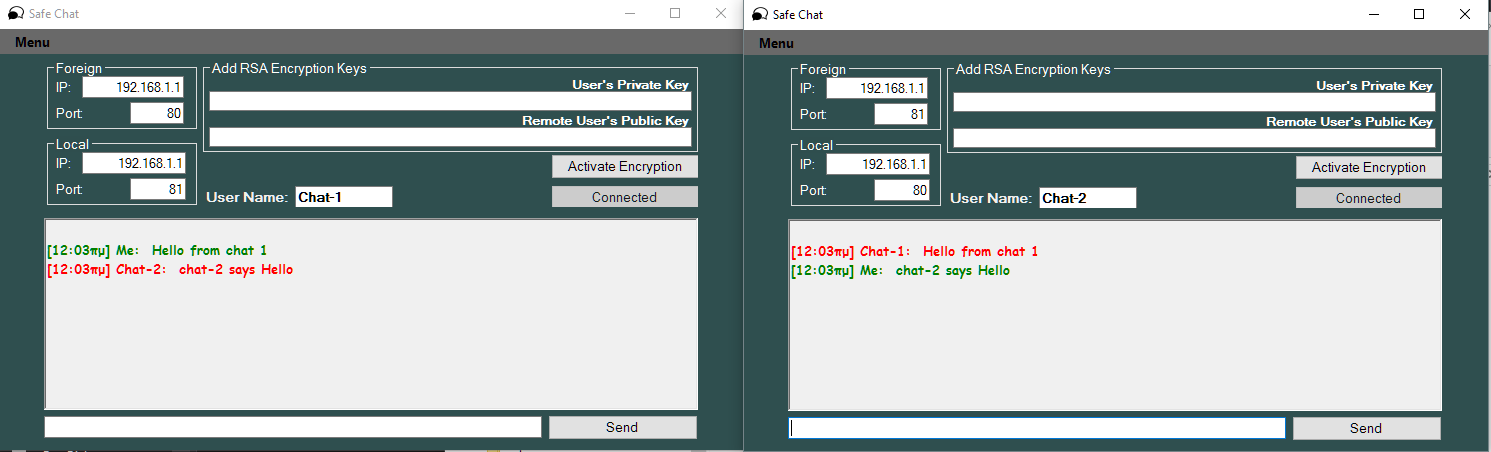 Safe Chat
Menu
Foreign
IP: 192.168.1.1
Port: 80
Local
IP: 192.168.1.1
Port: 81
Add RSA Encryption Keys
User's Private Key
Remote User's Public Key
Activate Encryption
User Name: Chat-1
Connected
[12:03πμ] Me: Hello from chat 1
[12:03πμ] Chat-2: chat-2 says Hello
Send
Safe Chat
Menu
Foreign
IP: 192.168.1.1
Port: 81
Local
IP: 192.168.1.1
Port: 80
Add RSA Encryption Keys
User's Private Key
Remote User's Public Key
Activate Encryption
User Name: Chat-2
Connected
[12:03πμ] Chat-1: Hello from chat 1
[12:03πμ] Me: chat-2 says Hello
Send